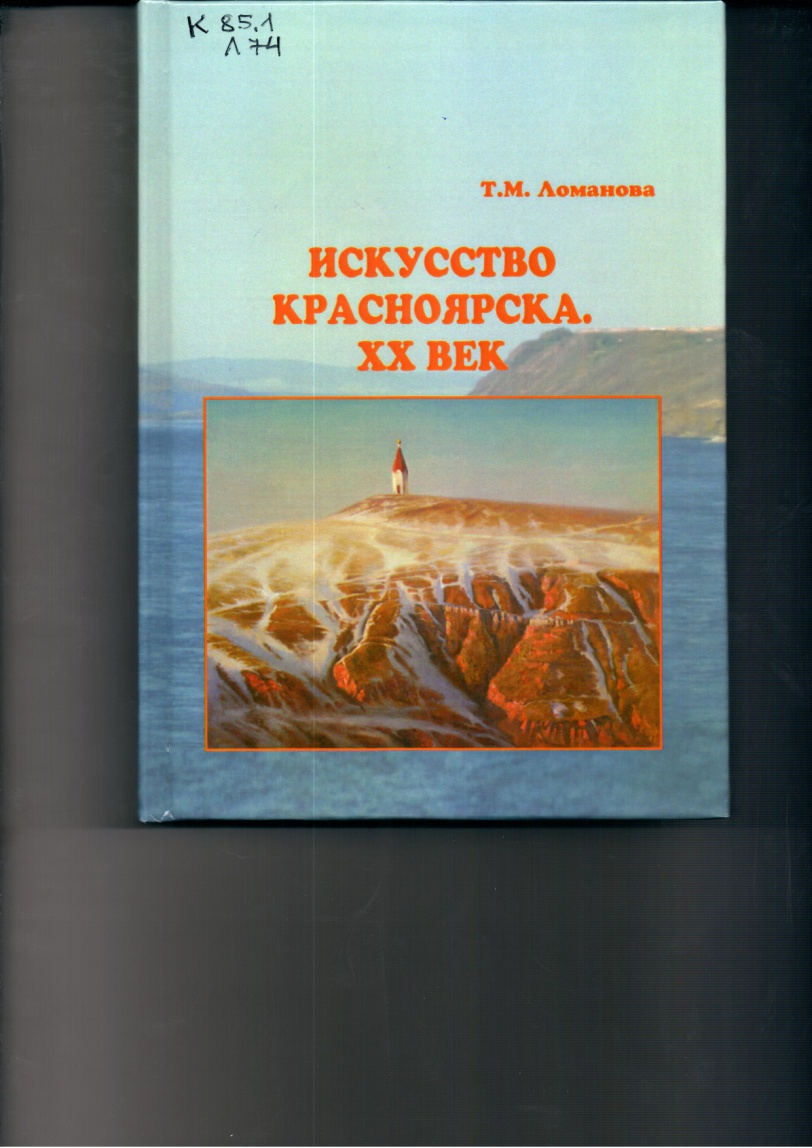 К 85.1
Л 74
Т.М. Ломанова
ИСКУССТВО
КРАСНОЯРСКА.
XX ВЕК